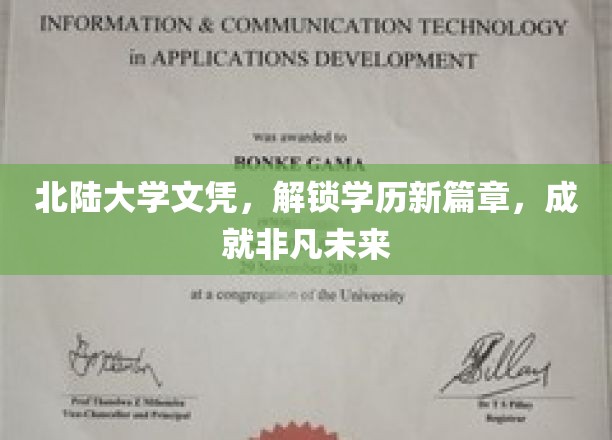 INFORMATION & COMMUNICATION TECHNOLOGY
in APPLICATIONS DEVELOPMENT
was awarded to
BONKE GAMA
北陆大学文凭，解锁学历新篇章，成
就非凡未来
29 November 2019
at a congregation of the University
Vice-Chancellor and Principal
Registrar